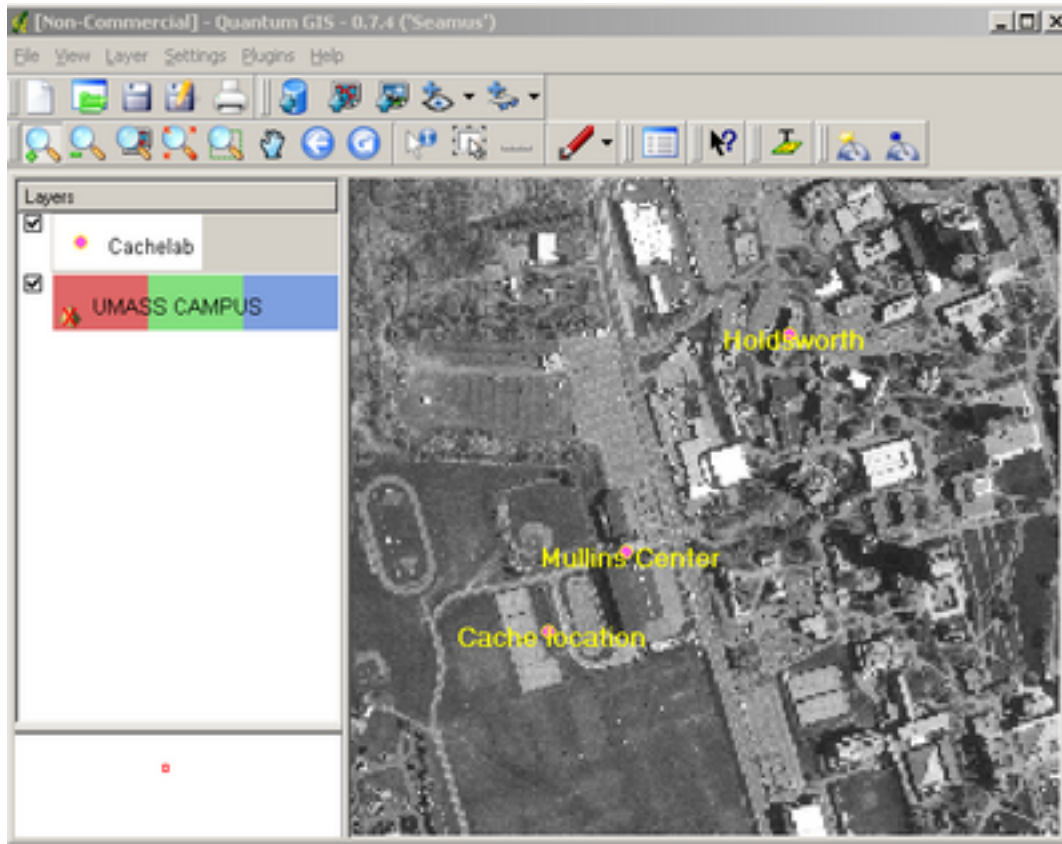 [Non-Commercial] - Quantum GIS - 0.7.4 ('Seamus')
File View Layer Settings Plugins Help
Layers
Cachelab
UMASS CAMPUS
Holdsworth
Mullins Center
Cache location